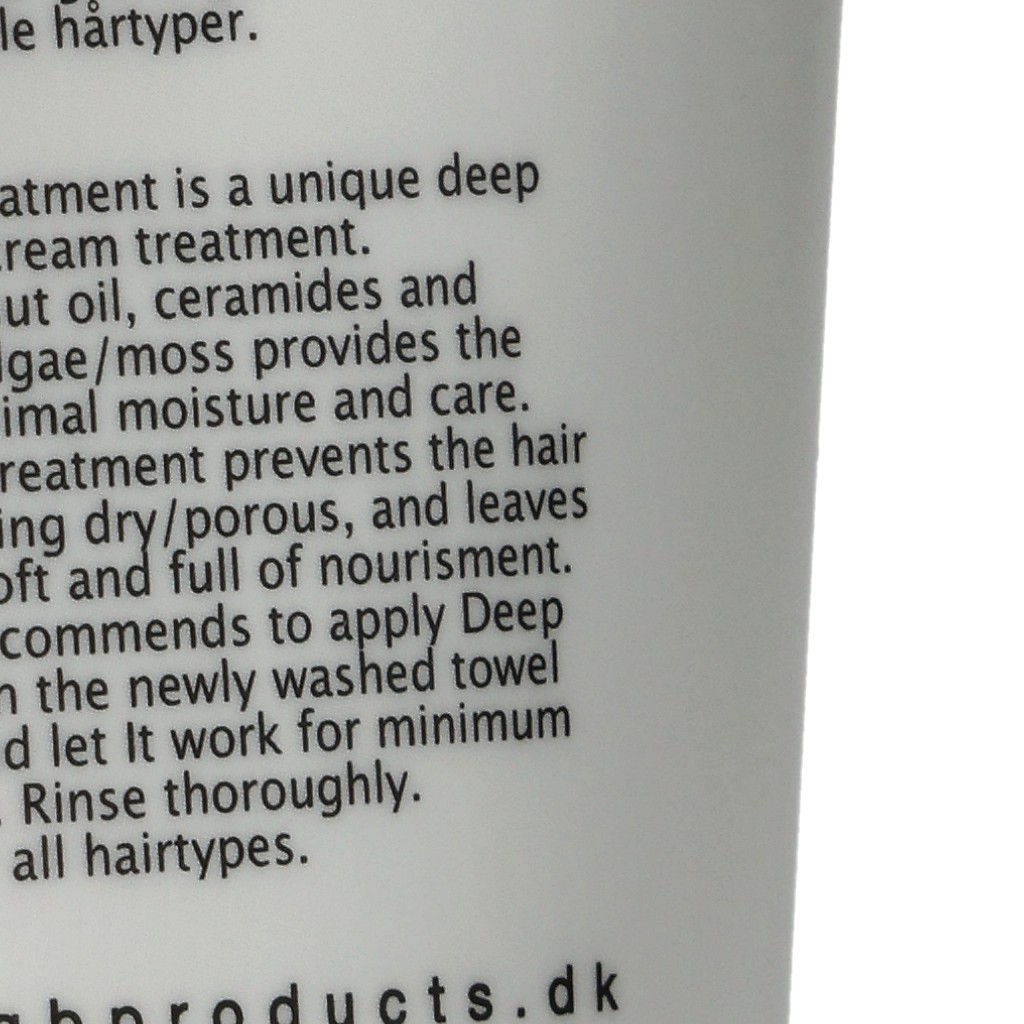 le hårtyper.
atment is a unique deep
ream treatment.
ut oil, ceramides and
lgae/moss provides the
imal moisture and care.
reatment prevents the hair
ing dry/porous, and leaves
oft and full of nourisment.
commends to apply Deep
n the newly washed towel
d let It work for minimum
. Rinse thoroughly.
all hairtypes.
products.dk